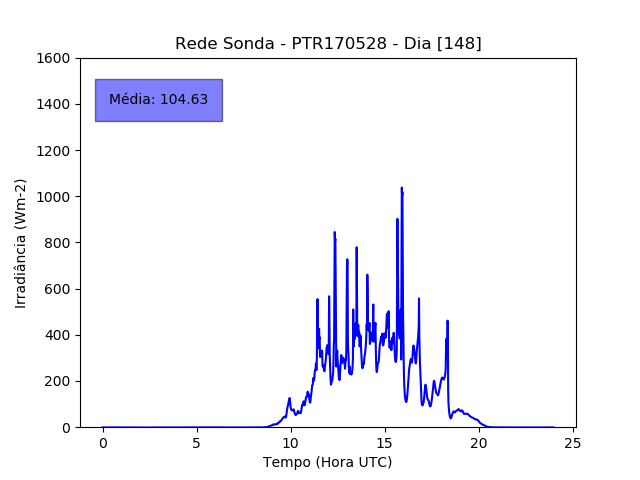 Rede Sonda - PTR170528 - Dia [148]
Média: 104.63
Irradiância (Wm-2)
1600
1400
1200
1000
800
600
400
200
0
0 5 10 15 20 25
Tempo (Hora UTC)